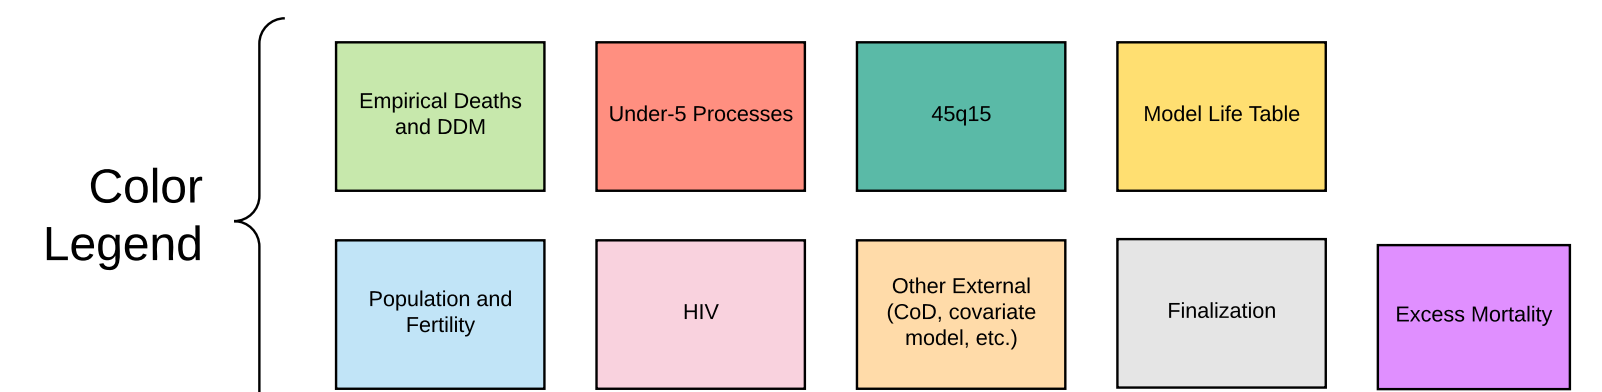 Color
Legend
Empirical Deaths
and DDM
Under-5 Processes
45q15
Model Life Table
Population and
Fertility
HIV
Other External
(CoD, covariate
model, etc.)
Finalization
Excess Mortality